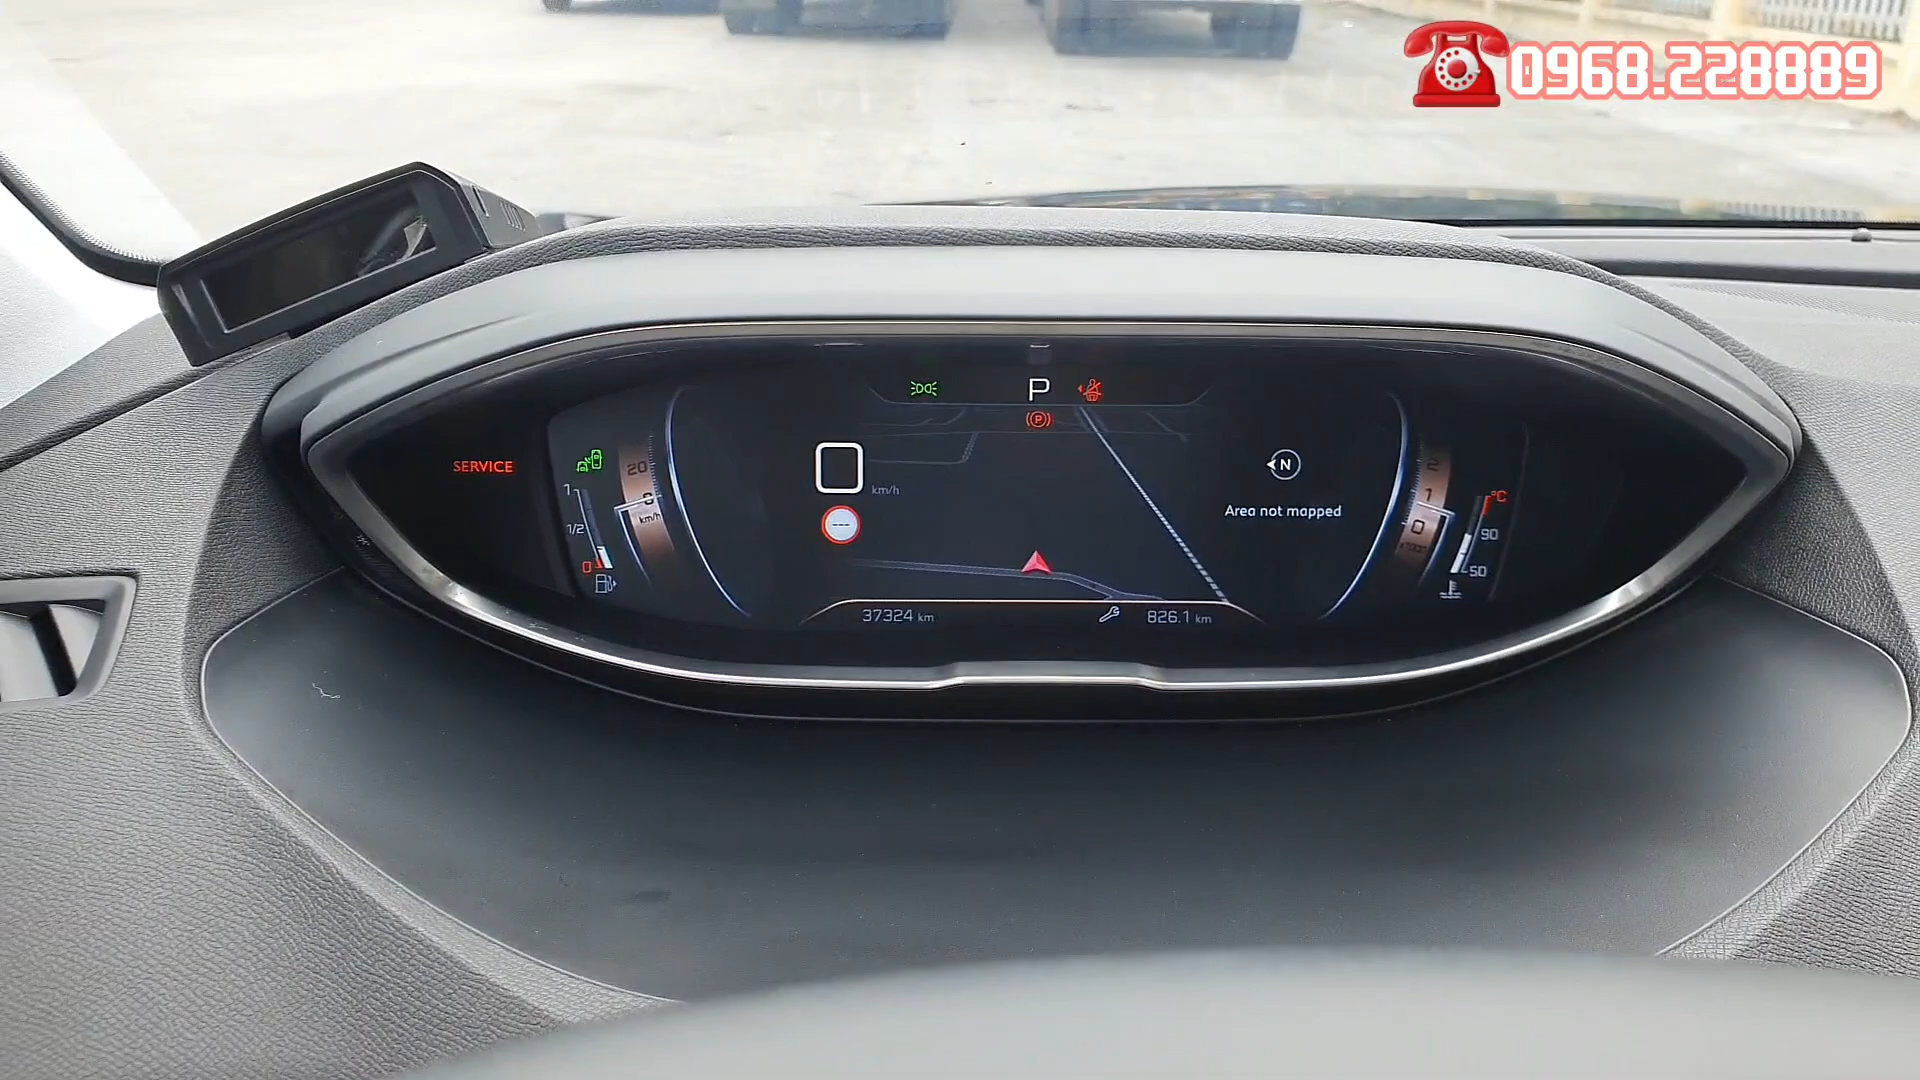 0968.228889
P
SERVICE
20
0
km/h
1
1/2
0
km/h
---
N
Area not mapped
2
1
0
°C
90
50
37324 km
826.1 km